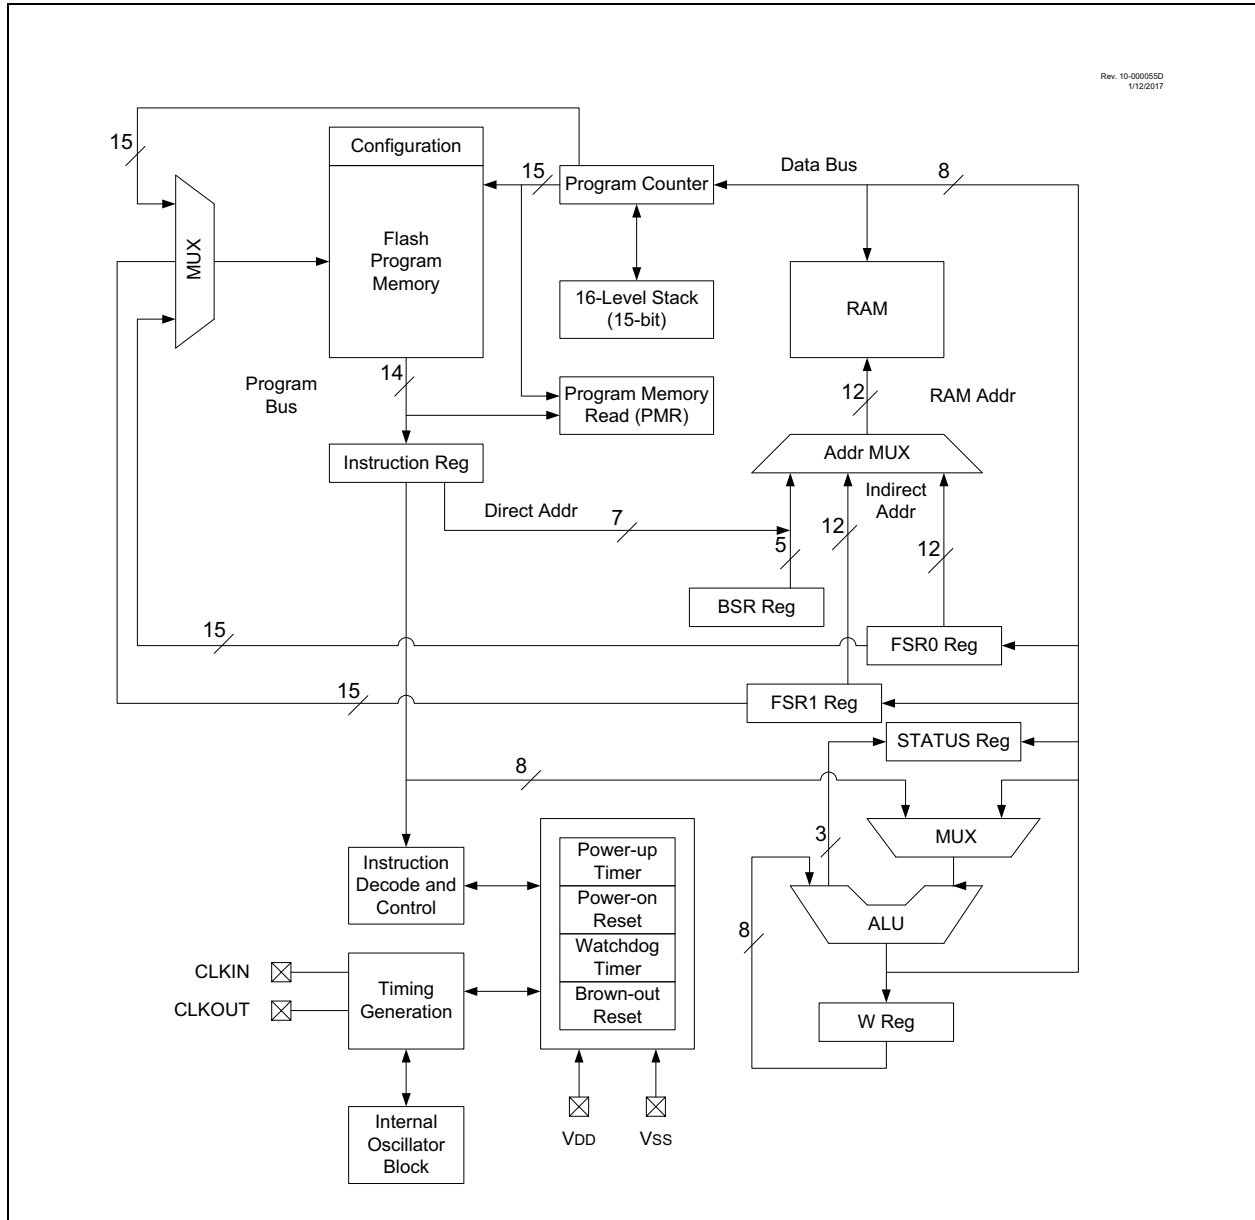 Rev. 10-000055D
1/12/2017
15
Configuration
15
Program Counter
Data Bus
8
MUX
Flash
Program
Memory
16-Level Stack
(15-bit)
RAM
14
Program
Bus
Program Memory
Read (PMR)
12
RAM Addr
Addr MUX
Instruction Reg
Direct Addr
7
Indirect
Addr
12
5
12
BSR Reg
15
FSR0 Reg
15
FSR1 Reg
STATUS Reg
8
3
MUX
Instruction
Decode and
Control
Power-up
Timer
Power-on
Reset
Watchdog
Timer
Brown-out
Reset
ALU
8
CLKIN
CLKOUT
Timing
Generation
W Reg
Internal
Oscillator
Block
VDD
VSS